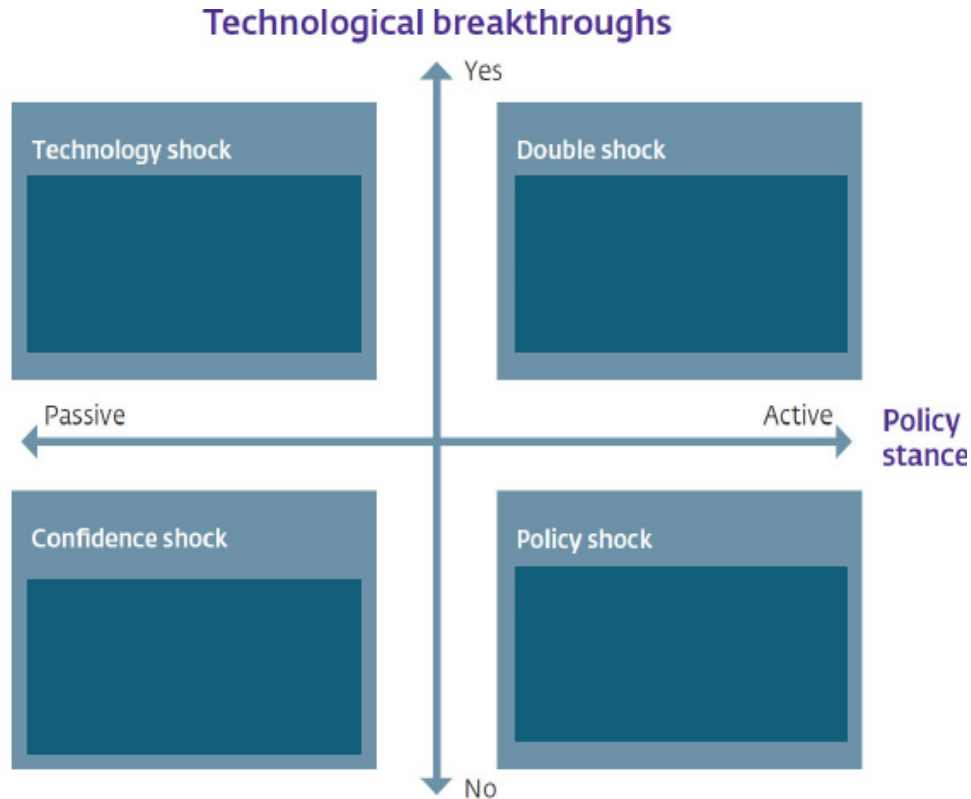 Technological breakthroughs
Yes
Technology shock
Double shock
Passive
Active
Policy
stance
Confidence shock
Policy shock
No